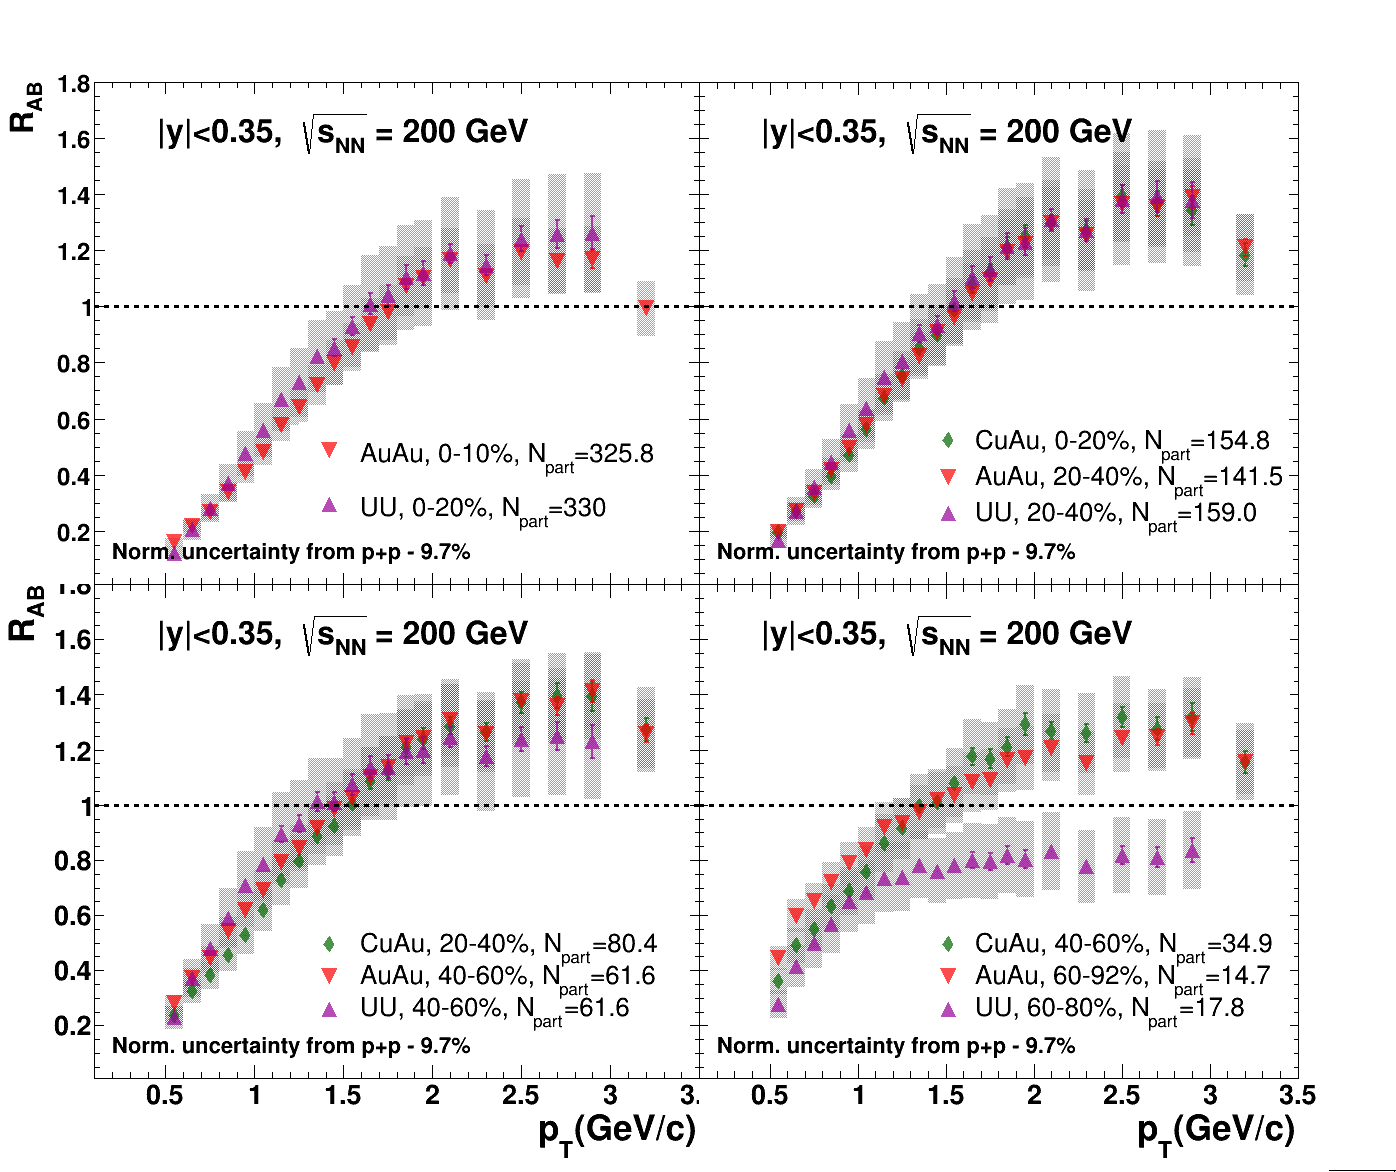 R_AB
1.8
1.6
1.4
1.2
1
0.8
0.6
0.4
0.2
|y|<0.35, √s_NN = 200 GeV
AuAu, 0-10%, N_part=325.8
UU, 0-20%, N_part=330
Norm. uncertainty from p+p - 9.7%
|y|<0.35, √s_NN = 200 GeV
CuAu, 0-20%, N_part=154.8
AuAu, 20-40%, N_part=141.5
UU, 20-40%, N_part=159.0
Norm. uncertainty from p+p - 9.7%
R_AB
1.8
1.6
1.4
1.2
1
0.8
0.6
0.4
0.2
|y|<0.35, √s_NN = 200 GeV
CuAu, 20-40%, N_part=80.4
AuAu, 40-60%, N_part=61.6
UU, 40-60%, N_part=61.6
Norm. uncertainty from p+p - 9.7%
0.5 1 1.5 2 2.5 3 3.
p_T(GeV/c)
|y|<0.35, √s_NN = 200 GeV
CuAu, 40-60%, N_part=34.9
AuAu, 60-92%, N_part=14.7
UU, 60-80%, N_part=17.8
Norm. uncertainty from p+p - 9.7%
0.5 1 1.5 2 2.5 3 3.5
p_T(GeV/c)